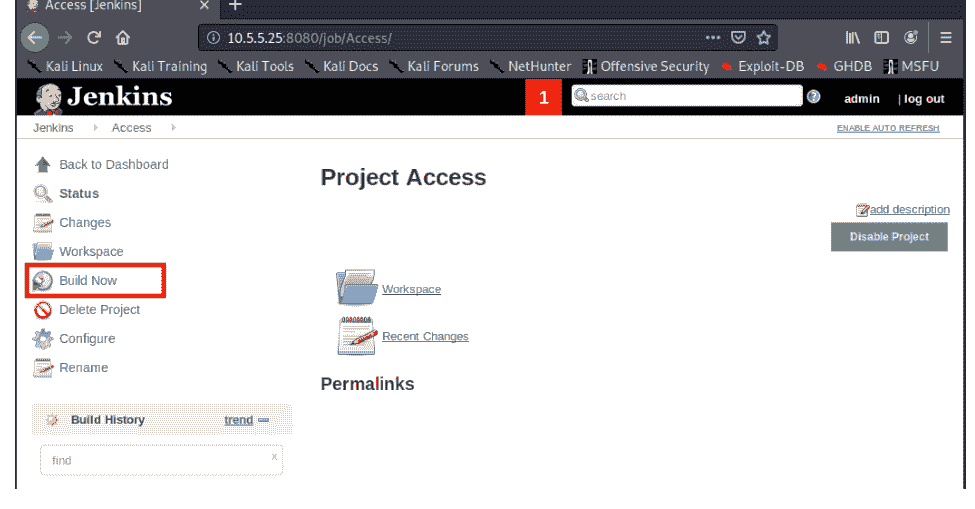 Access [Jenkins] × +
10.5.5.25:8080/job/Access/
Kali Linux Kali Training Kali Tools Kali Docs Kali Forums NetHunter Offensive Security Exploit-DB GHDB MSFU
Jenkins 1 search ? admin | log out
Jenkins Access ENABLE AUTO REFRESH
Back to Dashboard
Project Access
Status
add description
Changes
Disable Project
Workspace
Build Now
Workspace
Delete Project
Configure
Recent Changes
Rename
Permalinks
Build History trend
find x